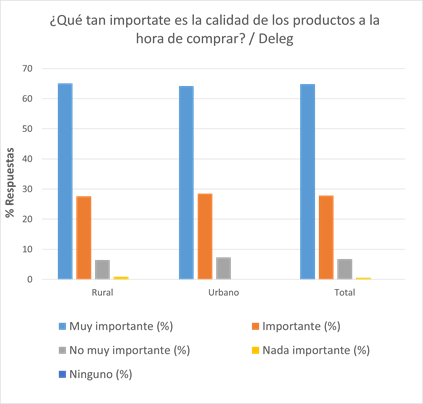 ¿Qué tan importate es la calidad de los productos a la
hora de comprar? / Deleg
70
60
50
40
30
20
10
0
% Respuestas
Rural
Urbano
Total
Muy importante (%)
Importante (%)
No muy importante (%)
Nada importante (%)
Ninguno (%)